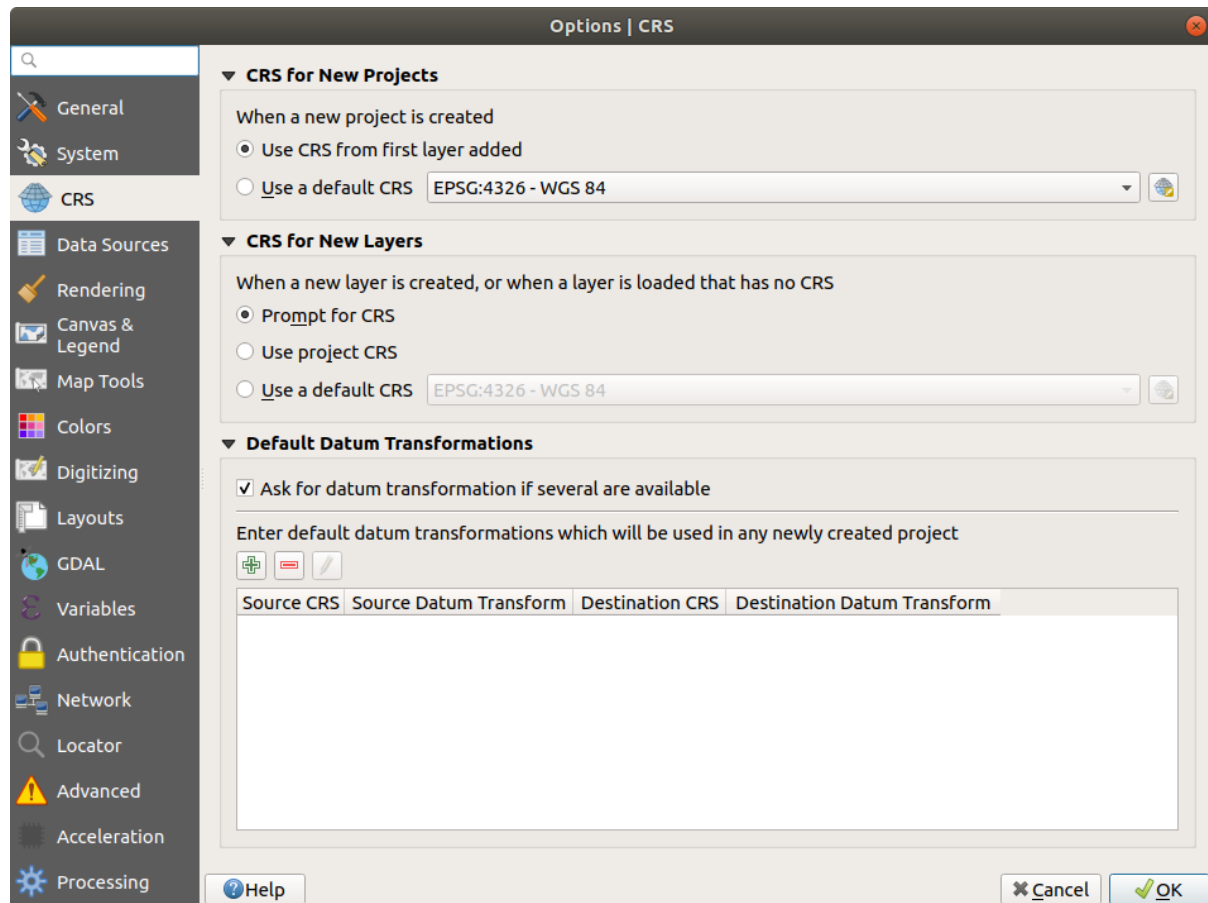 Options | CRS
General
System
CRS
Data Sources
Rendering
Canvas &
Legend
Map Tools
Colors
Digitizing
Layouts
GDAL
Variables
Authentication
Network
Locator
Advanced
Acceleration
Processing
CRS for New Projects
When a new project is created
Use CRS from first layer added
Use a default CRS EPSG:4326 - WGS 84
CRS for New Layers
When a new layer is created, or when a layer is loaded that has no CRS
Prompt for CRS
Use project CRS
Use a default CRS EPSG:4326 - WGS 84
Default Datum Transformations
Ask for datum transformation if several are available
Enter default datum transformations which will be used in any newly created project
Source CRS Source Datum Transform Destination CRS Destination Datum Transform
Help Cancel OK